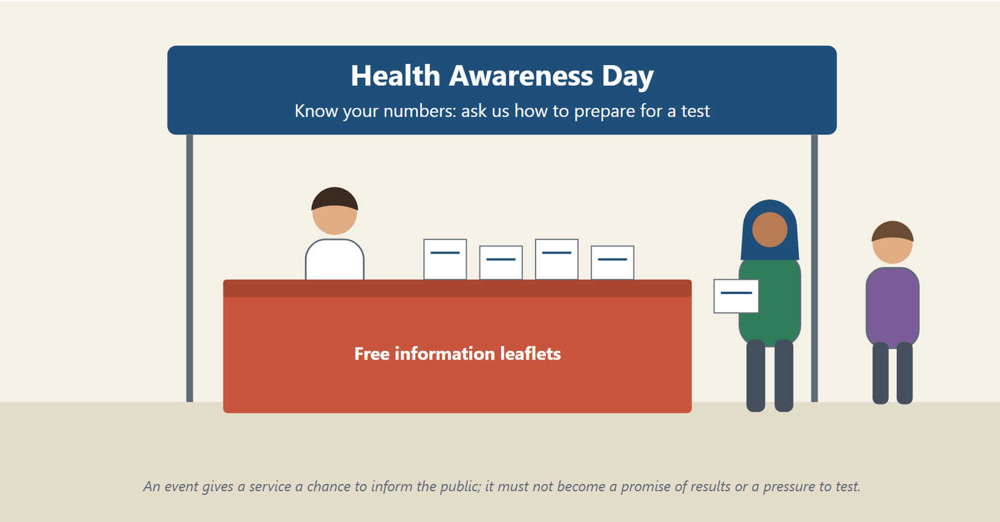 Health Awareness Day
Know your numbers: ask us how to prepare for a test
Free information leaflets
An event gives a service a chance to inform the public; it must not become a promise of results or a pressure to test.